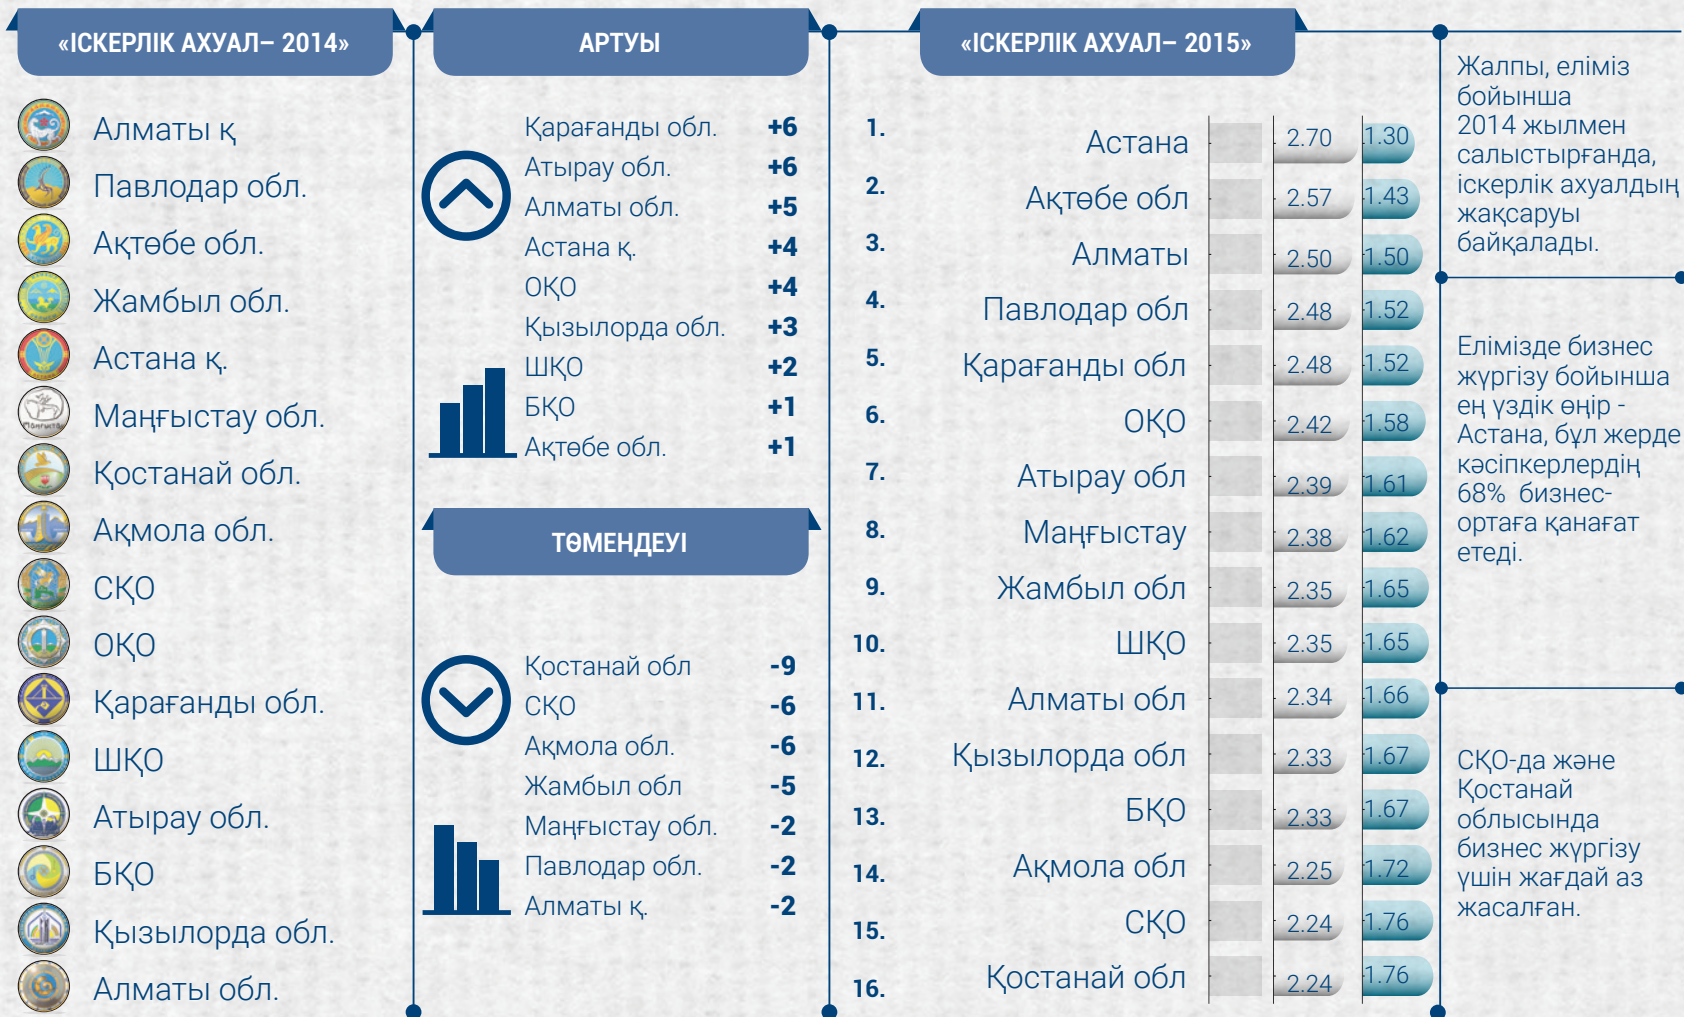 «ІСКЕРЛІК АХУАЛ– 2014»
Алматы қ
Павлодар обл.
Ақтөбе обл.
Жамбыл обл.
Астана қ.
Маңғыстау обл.
Қостанай обл.
Ақмола обл.
СҚО
ОҚО
Қарағанды обл.
ШҚО
Атырау обл.
БҚО
Қызылорда обл.
Алматы обл.
АРТУЫ
Қарағанды обл. +6
Атырау обл. +6
Алматы обл. +5
Астана қ. +4
ОҚО +4
Қызылорда обл. +3
ШҚО +2
БҚО +1
Ақтөбе обл. +1
ТӨМЕНДЕУІ
Қостанай обл -9
СҚО -6
Ақмола обл. -6
Жамбыл обл -5
Маңғыстау обл. -2
Павлодар обл. -2
Алматы қ. -2
«ІСКЕРЛІК АХУАЛ– 2015»
1. Астана 2.70 1.30
2. Ақтөбе обл 2.57 1.43
3. Алматы 2.50 1.50
4. Павлодар обл 2.48 1.52
5. Қарағанды обл 2.48 1.52
6. ОҚО 2.42 1.58
7. Атырау обл 2.39 1.61
8. Маңғыстау 2.38 1.62
9. Жамбыл обл 2.35 1.65
10. ШҚО 2.35 1.65
11. Алматы обл 2.34 1.66
12. Қызылорда обл 2.33 1.67
13. БҚО 2.33 1.67
14. Ақмола обл 2.25 1.72
15. СҚО 2.24 1.76
16. Қостанай обл 2.24 1.76
Жалпы, еліміз
бойынша
2014 жылмен
салыстырғанда,
іскерлік ахуалдың
жақсаруы
байқалады.
Елімізде бизнес
жүргізу бойынша
ең үздік өңір -
Астана, бұл жерде
кәсіпкерлердің
68% бизнес-
ортаға қанағат
етеді.
СҚО-да және
Қостанай
облысында
бизнес жүргізу
үшін жағдай аз
жасалған.